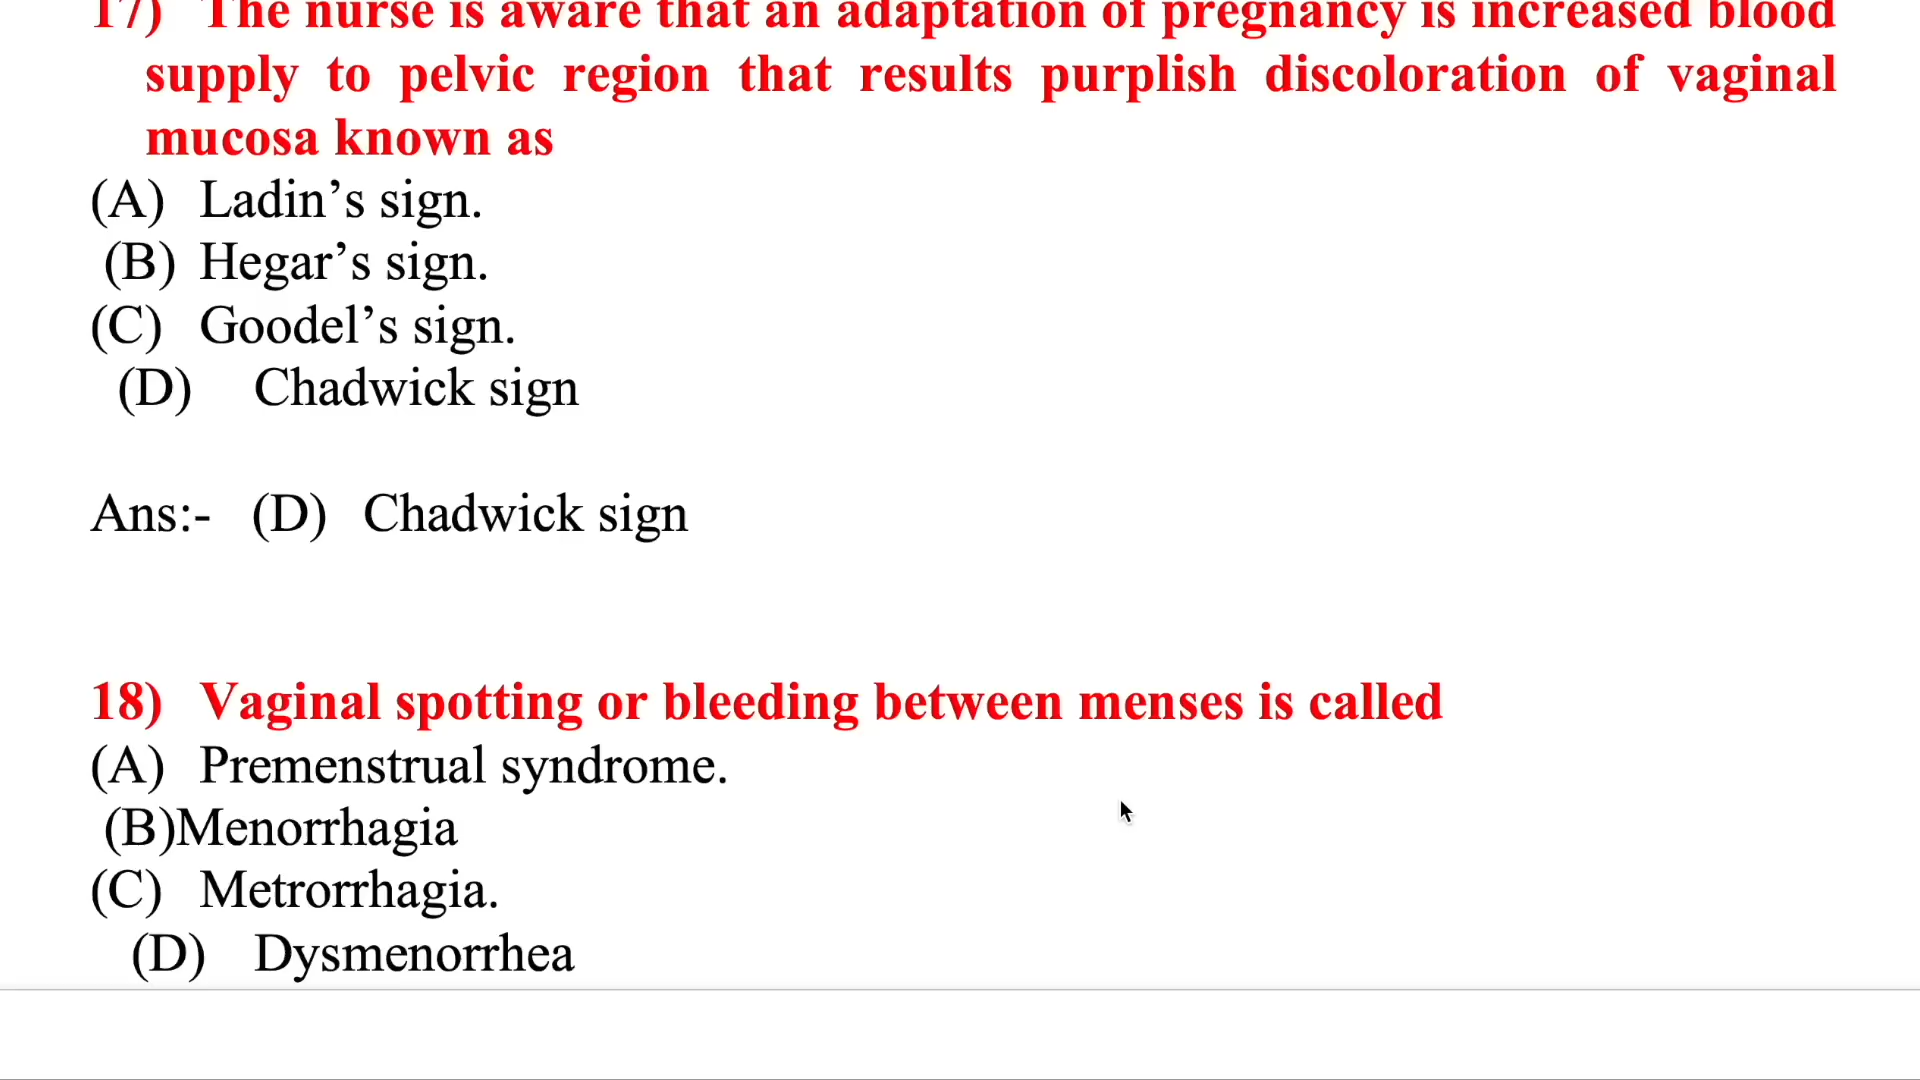 17) The nurse is aware that an adaptation of pregnancy is increased blood
supply to pelvic region that results purplish discoloration of vaginal
mucosa known as
(A) Ladin’s sign.
(B) Hegar’s sign.
(C) Goodel’s sign.
(D) Chadwick sign
Ans:- (D) Chadwick sign
18) Vaginal spotting or bleeding between menses is called
(A) Premenstrual syndrome.
(B)Menorrhagia
(C) Metrorrhagia.
(D) Dysmenorrhea